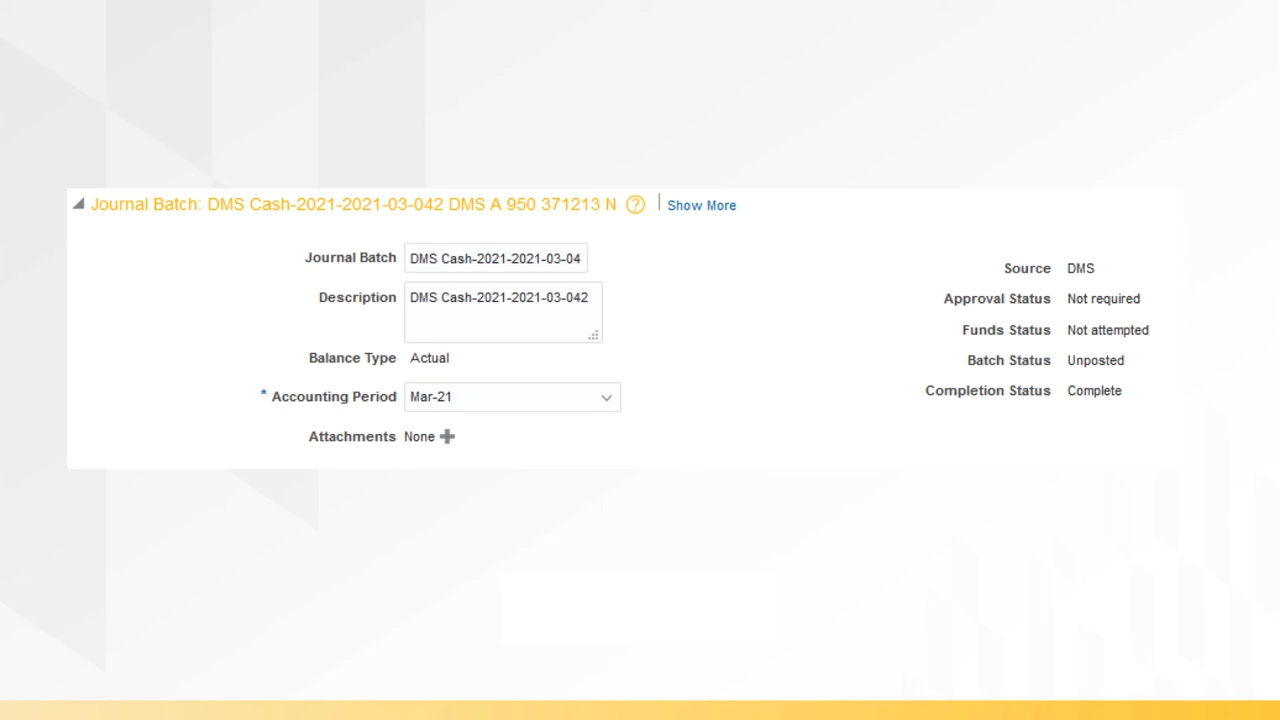 Journal Batch: DMS Cash-2021-2021-03-042 DMS A 950 371213 N ? Show More
Journal Batch DMS Cash-2021-2021-03-04
Description DMS Cash-2021-2021-03-042
Balance Type Actual
* Accounting Period Mar-21
Attachments None
Source DMS
Approval Status Not required
Funds Status Not attempted
Batch Status Unposted
Completion Status Complete